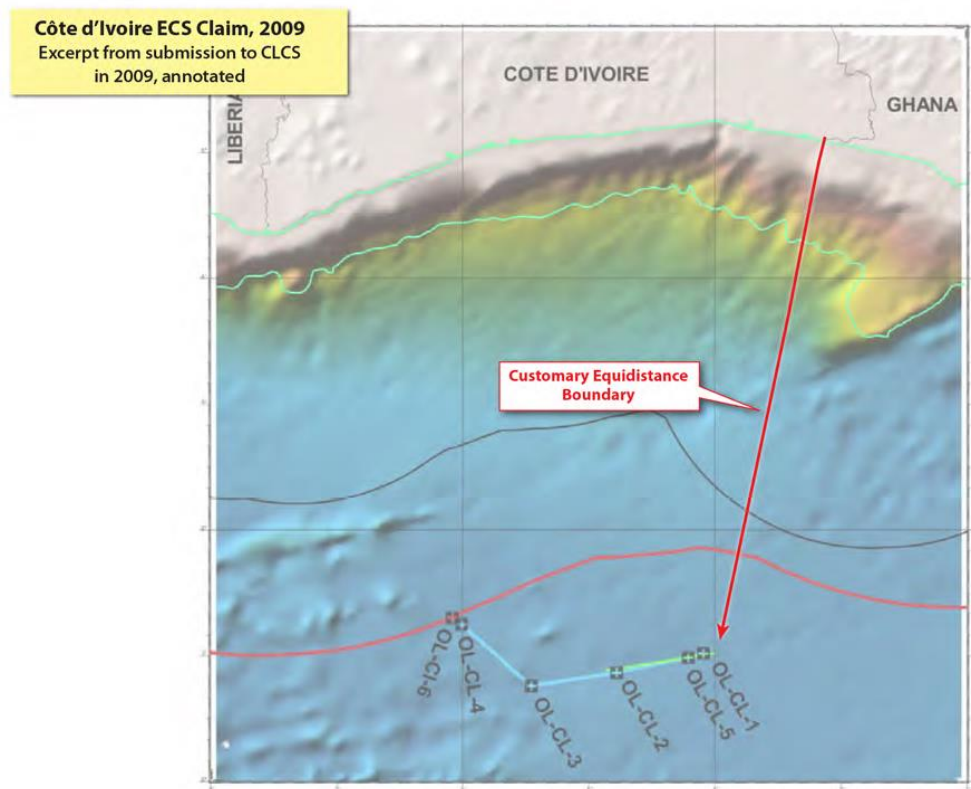 Côte d'Ivoire ECS Claim, 2009
Excerpt from submission to CLCS
in 2009, annotated
COTE D'IVOIRE
GHANA
LIBERIA
Customary Equidistance
Boundary
OL-CI-6
OL-CL-4
OL-CL-3
OL-CL-2
OL-CL-5
OL-CL-1